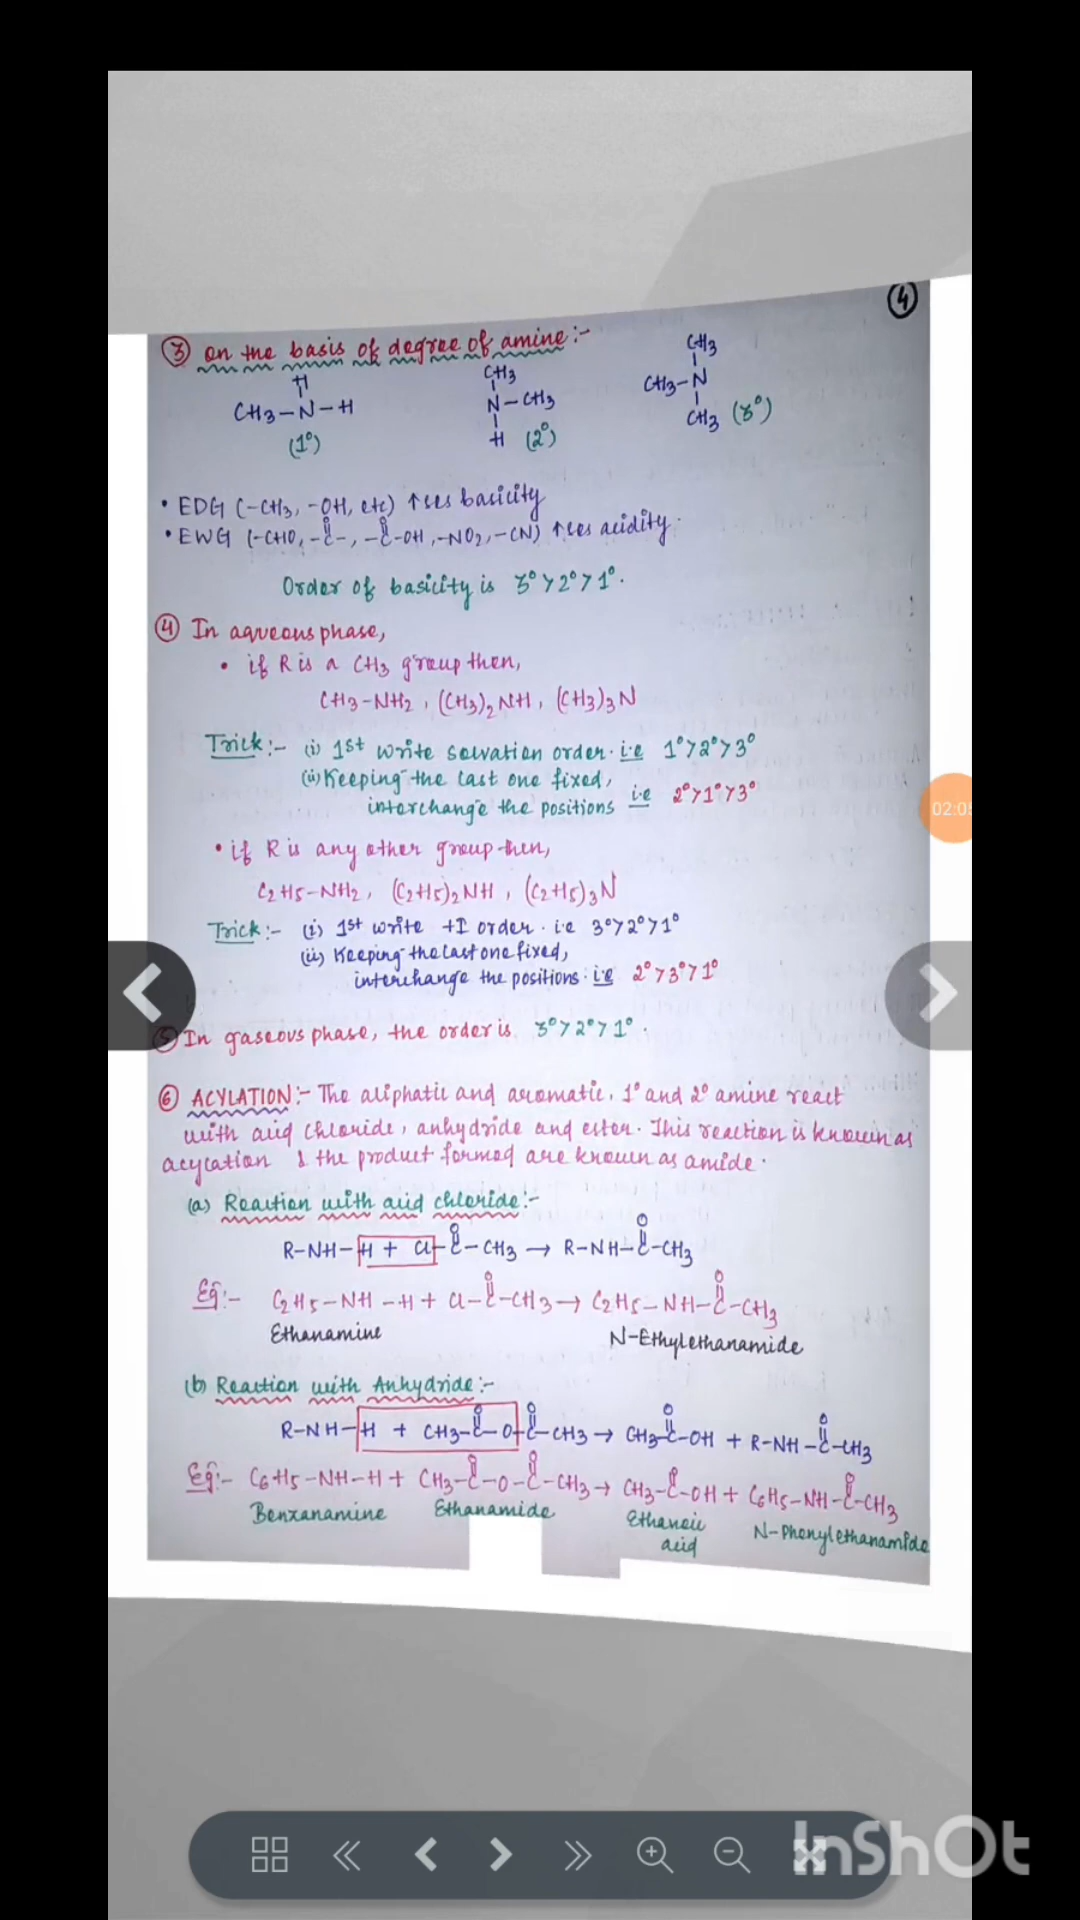 4
③ On the basis of degree of amine:-
H
CH3-N-H
(1°)
CH3
N-CH3
H (2°)
CH3
CH3-N
CH3 (3°)
• EDG (-CH3, -OH, etc) ↑ses basicity
• EWG (-CHO, -C-, -C-OH, -NO2, -CN) ↑ses acidity.
O O
Order of basicity is 3°>2°>1°.
④ In aqueous phase,
• if R is a CH3 group then,
CH3-NH2, (CH3)2NH, (CH3)3N
Trick:- (i) 1st write solvation order. i.e 1°>2°>3°
(ii) Keeping the last one fixed,
interchange the positions i.e 2°>1°>3°
• if R is any other group then,
C2H5-NH2, (C2H5)2NH, (C2H5)3N
Trick:- (i) 1st write +I order. i.e 3°>2°>1°
(ii) Keeping the last one fixed,
interchange the positions. i.e 2°>3°>1°
⑤ In gaseous phase, the order is 3°>2°>1°.
⑥ ACYLATION:- The aliphatic and aromatic, 1° and 2° amine react
with acid chloride, anhydride and ester. This reaction is known as
acylation & the product formed are known as amide.
(a) Reaction with acid chloride:-
O O
R-NH-H + Cl-C-CH3 → R-NH-C-CH3
O O
Eg:- C2H5-NH-H + Cl-C-CH3 → C2H5-NH-C-CH3
Ethanamine N-Ethylethanamide
(b) Reaction with Anhydride:-
O O O O
R-NH-H + CH3-C-O-C-CH3 → CH3-C-OH + R-NH-C-CH3
O O O O
Eg:- C6H5-NH-H + CH3-C-O-C-CH3 → CH3-C-OH + C6H5-NH-C-CH3
Benzanamine Ethanamide Ethanoic acid N-Phenylethanamide
02:05
InShOt